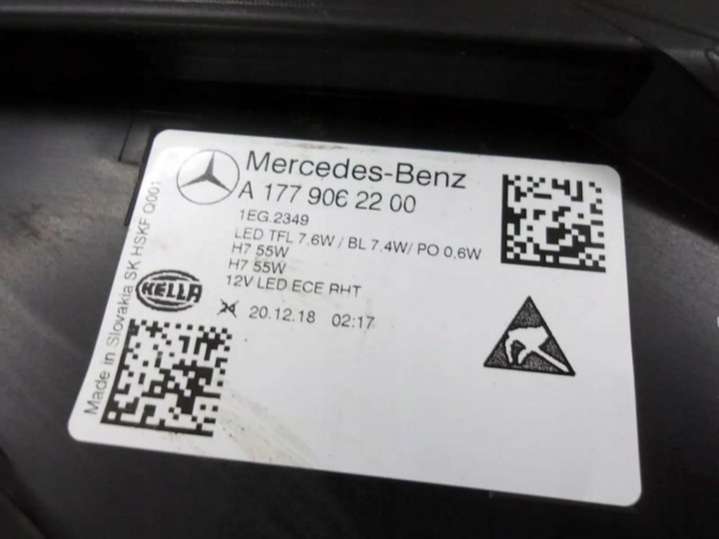 Mercedes-Benz
A 177 906 22 00
1EG.2349
LED TFL 7,6W / BL 7,4W/ PO 0,6W
H7 55W
H7 55W
12V LED ECE RHT
20.12.18 02:17
HELLA
Made in Slovakia SK HSKF Q001